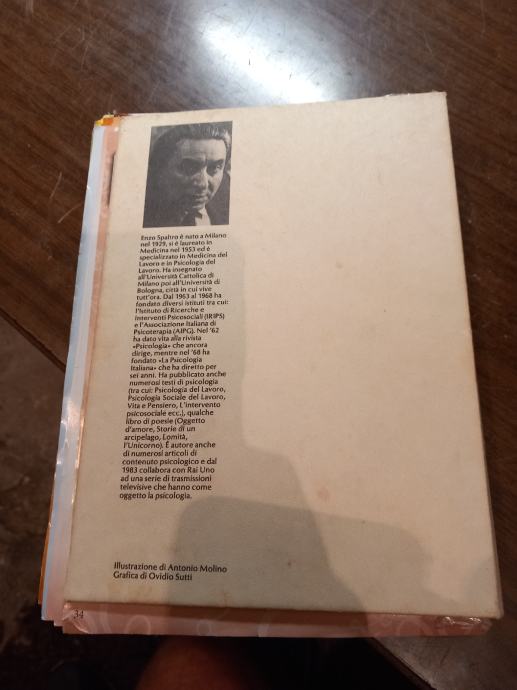 Enzo Spaltro è nato a Milano
nel 1929, si è laureato in
Medicina nel 1953 ed è
specializzato in Medicina del
Lavoro e in Psicologia del
Lavoro. Ha insegnato
all'Università Cattolica di
Milano poi all'Università di
Bologna, città in cui vive
tutt'ora. Dal 1963 al 1968 ha
fondato diversi istituti tra cui:
l'Istituto di Ricerche e
Interventi Psicosociali (IRIPS)
e l'Associazione Italiana di
Psicoterapia (AIPG). Nel '62
ha dato vita alla rivista
«Psicologia» che ancora
dirige, mentre nel '68 ha
fondato «La Psicologia
Italiana» che ha diretto per
sei anni. Ha pubblicato anche
numerosi testi di psicologia
(tra cui: Psicologia del Lavoro,
Psicologia Sociale del Lavoro,
Vita e Pensiero, L'intervento
psicosociale ecc.), qualche
libro di poesie (Oggetto
d'amore, Storie di un
arcipelago, Lomità,
l'Unicorno). È autore anche
di numerosi articoli di
contenuto psicologico e dal
1983 collabora con Rai Uno
ad una serie di trasmissioni
televisive che hanno come
oggetto la psicologia.
Illustrazione di Antonio Molino
Grafica di Ovidio Sutti
34